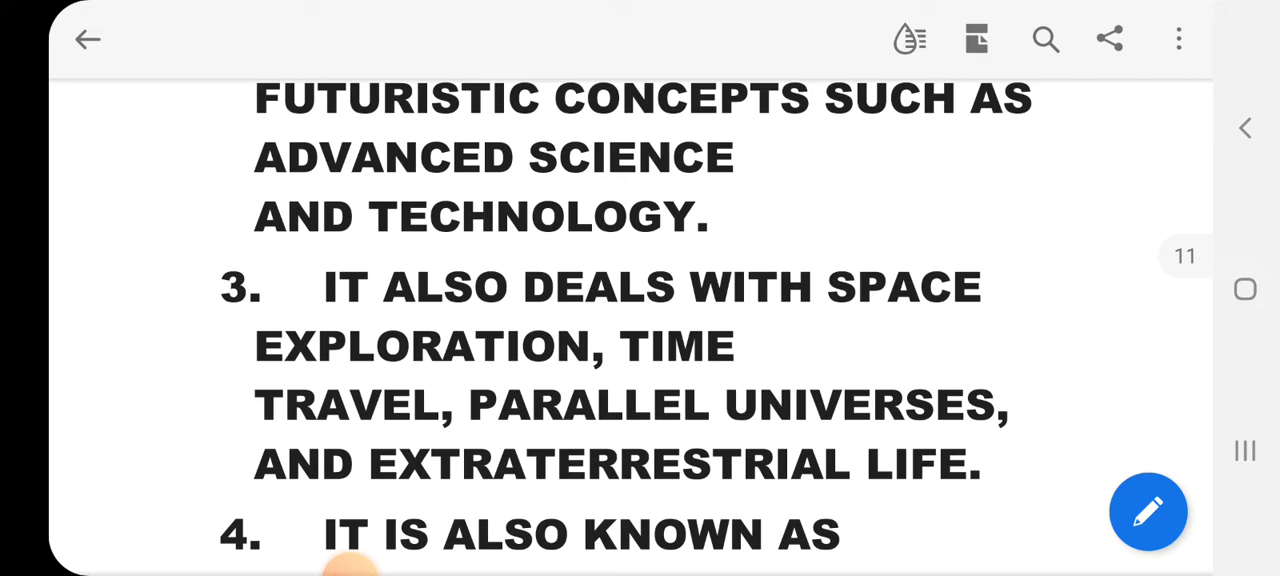 FUTURISTIC CONCEPTS SUCH AS
ADVANCED SCIENCE
AND TECHNOLOGY.
11
3. IT ALSO DEALS WITH SPACE
EXPLORATION, TIME
TRAVEL, PARALLEL UNIVERSES,
AND EXTRATERRESTRIAL LIFE.
4. IT IS ALSO KNOWN AS